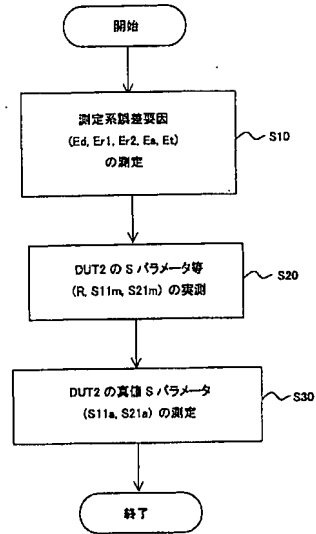 開始
測定系誤差要因
(Ed, Er1, Er2, Es, Et)
の測定
S10
DUT2 の S パラメータ等
(R, S11m, S21m) の実測
S20
DUT2 の真値 S パラメータ
(S11a, S21a) の測定
S30
終了